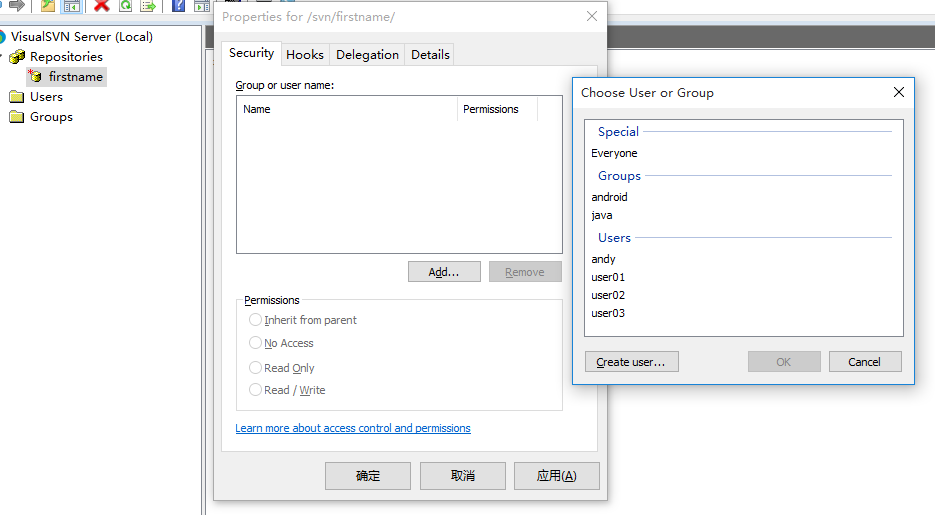 VisualSVN Server (Local)
Repositories
firstname
Users
Groups
Properties for /svn/firstname/
Security
Hooks
Delegation
Details
Group or user name:
Name
Permissions
Add...
Remove
Permissions
Inherit from parent
No Access
Read Only
Read / Write
Learn more about access control and permissions
确定
取消
应用(A)
Choose User or Group
Special
Everyone
Groups
android
java
Users
andy
user01
user02
user03
Create user...
OK
Cancel